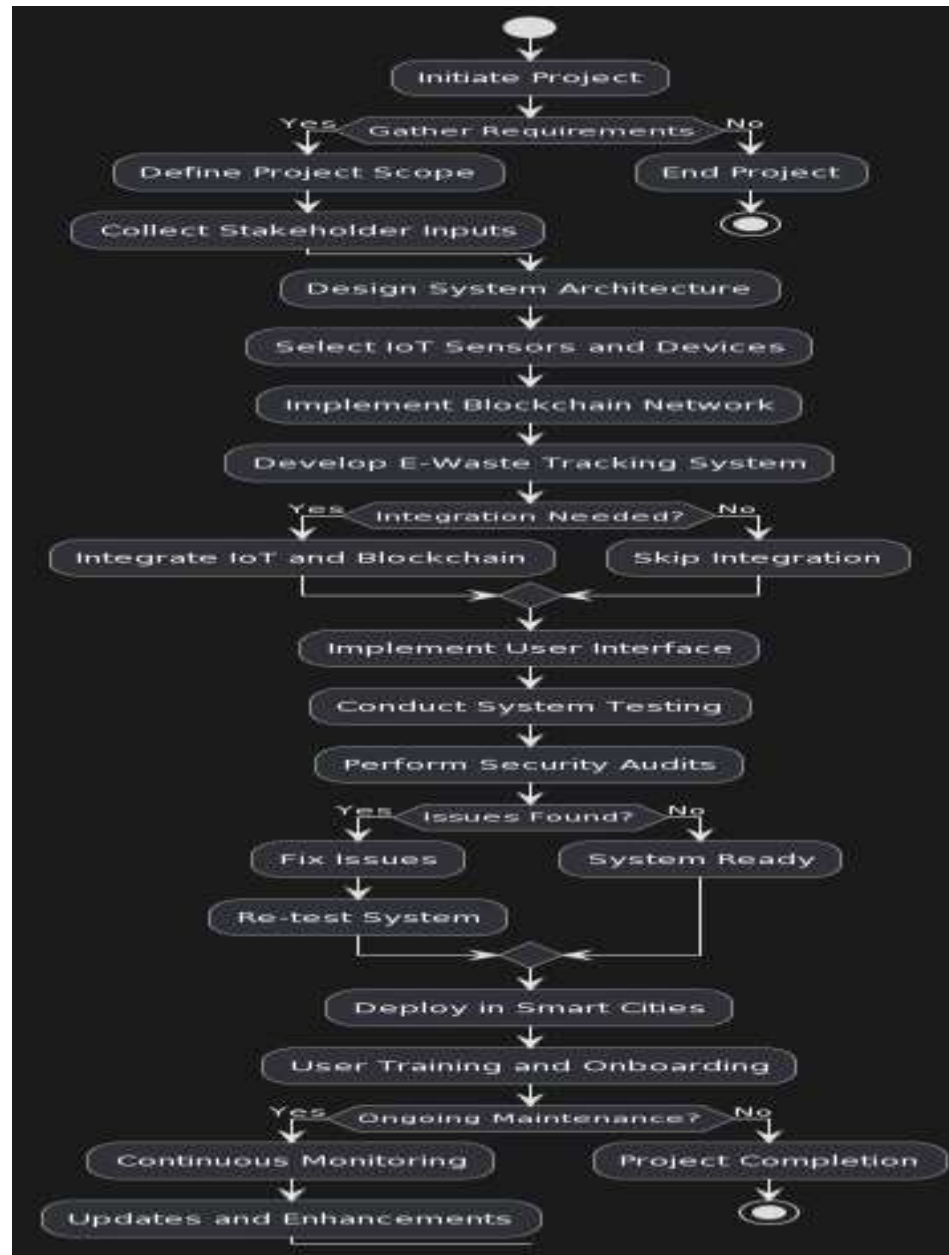 Initiate Project
Yes Gather Requirements No
Define Project Scope End Project
Collect Stakeholder Inputs
Design System Architecture
Select IoT Sensors and Devices
Implement Blockchain Network
Develop E-Waste Tracking System
Yes Integration Needed? No
Integrate IoT and Blockchain Skip Integration
Implement User Interface
Conduct System Testing
Perform Security Audits
Yes Issues Found? No
Fix Issues System Ready
Re-test System
Deploy in Smart Cities
User Training and Onboarding
Yes Ongoing Maintenance? No
Continuous Monitoring Project Completion
Updates and Enhancements